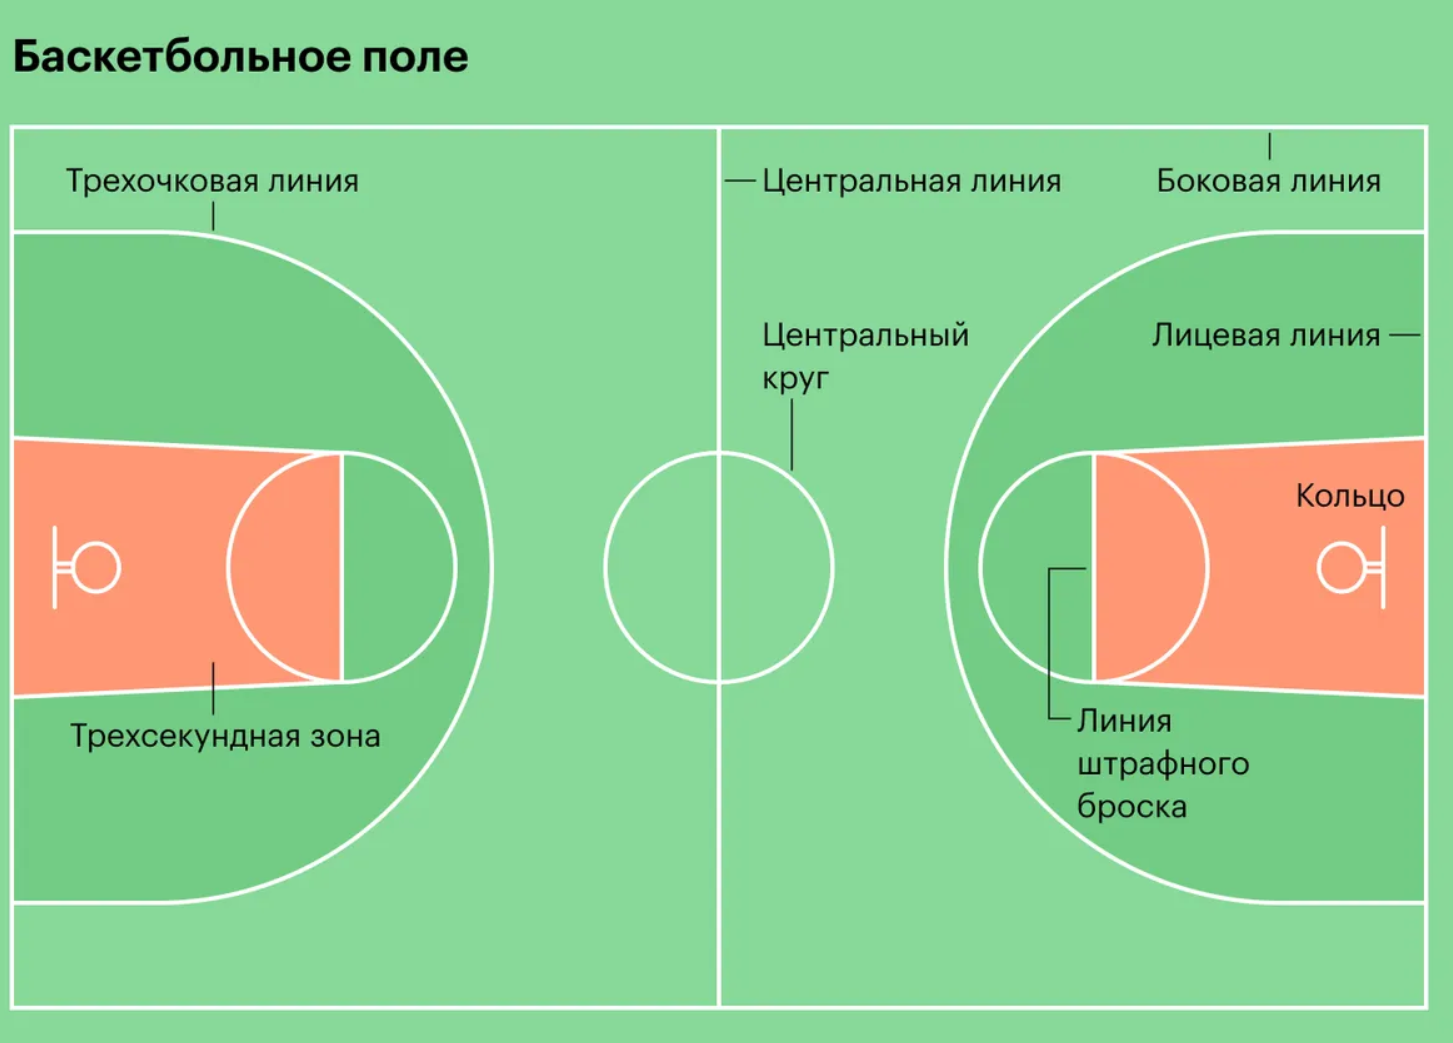 Баскетбольное поле
Трехочковая линия
Центральная линия
Боковая линия
Центральный
круг
Лицевая линия
Кольцо
Трехсекундная зона
Линия
штрафного
броска